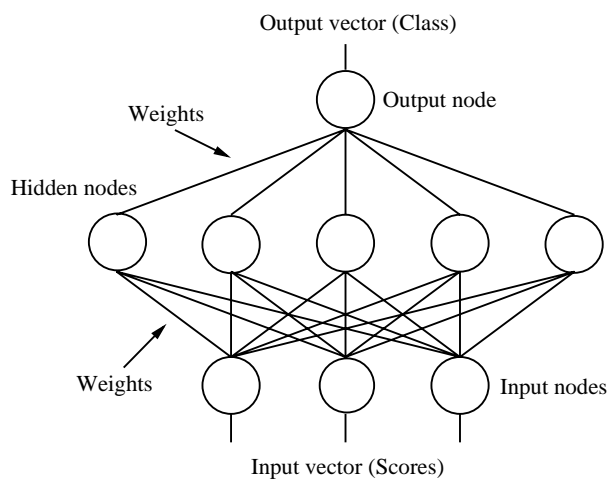 Output vector (Class)
Output node
Weights
Hidden nodes
Weights
Input nodes
Input vector (Scores)